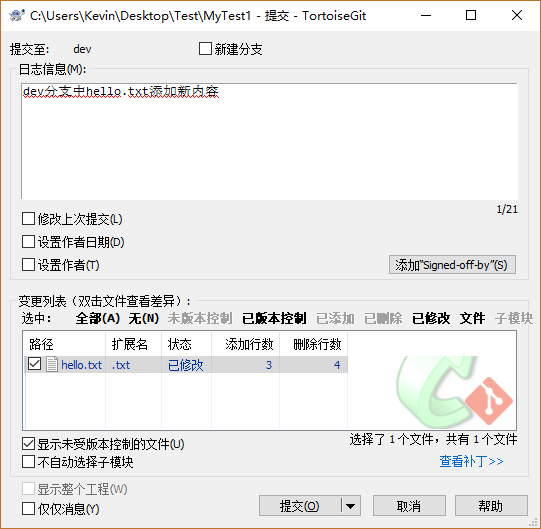 C:\Users\Kevin\Desktop\Test\MyTest1 - 提交 - TortoiseGit
提交至: dev 新建分支
日志信息(M):
dev分支中hello.txt添加新内容
1/21
修改上次提交(L)
设置作者日期(D)
设置作者(T) 添加"Signed-off-by"(S)
变更列表（双击文件查看差异）:
选中: 全部(A) 无(N) 未版本控制 已版本控制 已添加 已删除 已修改 文件 子模块
路径 扩展名 状态 添加行数 删除行数
hello.txt .txt 已修改 3 4
显示未受版本控制的文件(U) 选择了 1 个文件，共有 1 个文件
不自动选择子模块 查看补丁>>
显示整个工程(W)
仅仅消息(Y) 提交(O) 取消 帮助